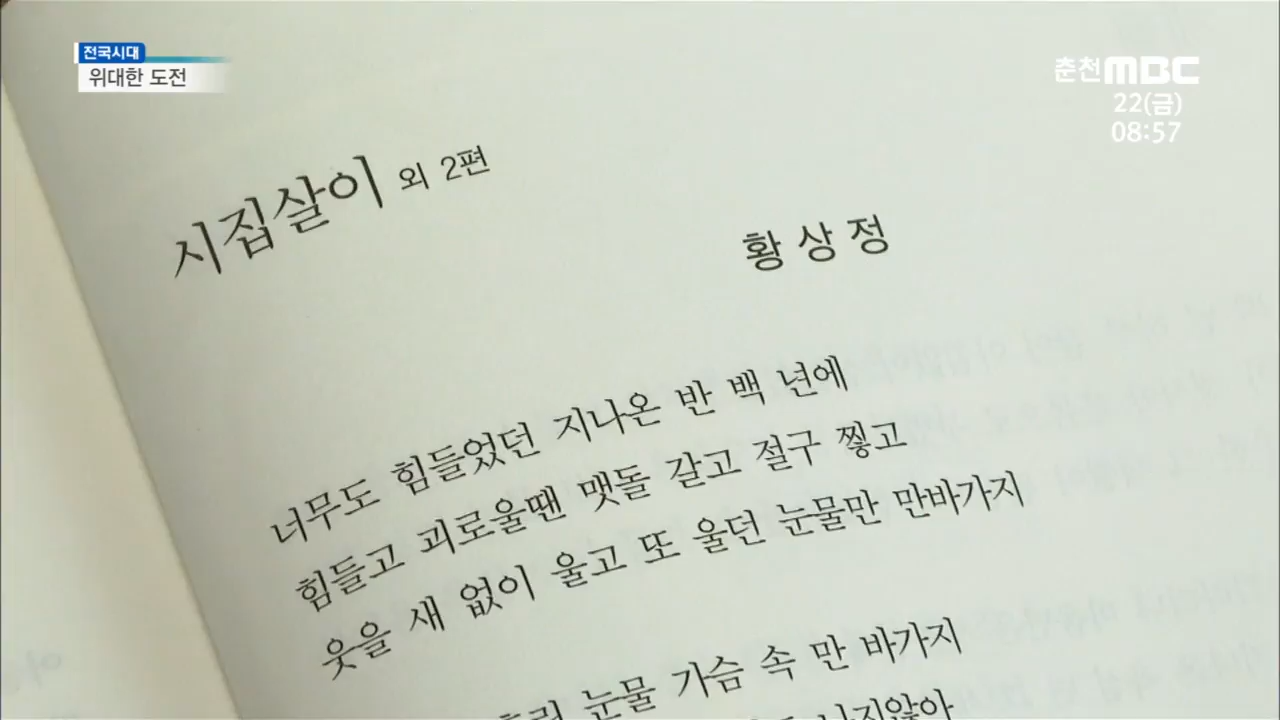 전국시대
위대한 도전
춘천MBC
22(금)
08:57
시집살이 외 2편
황상정
너무도 힘들었던 지나온 반 백 년에
힘들고 괴로울땐 맷돌 갈고 절구 찧고
웃을 새 없이 울고 또 울던 눈물만 만바가지
눈물 가슴 속 만 바가지
나지않아